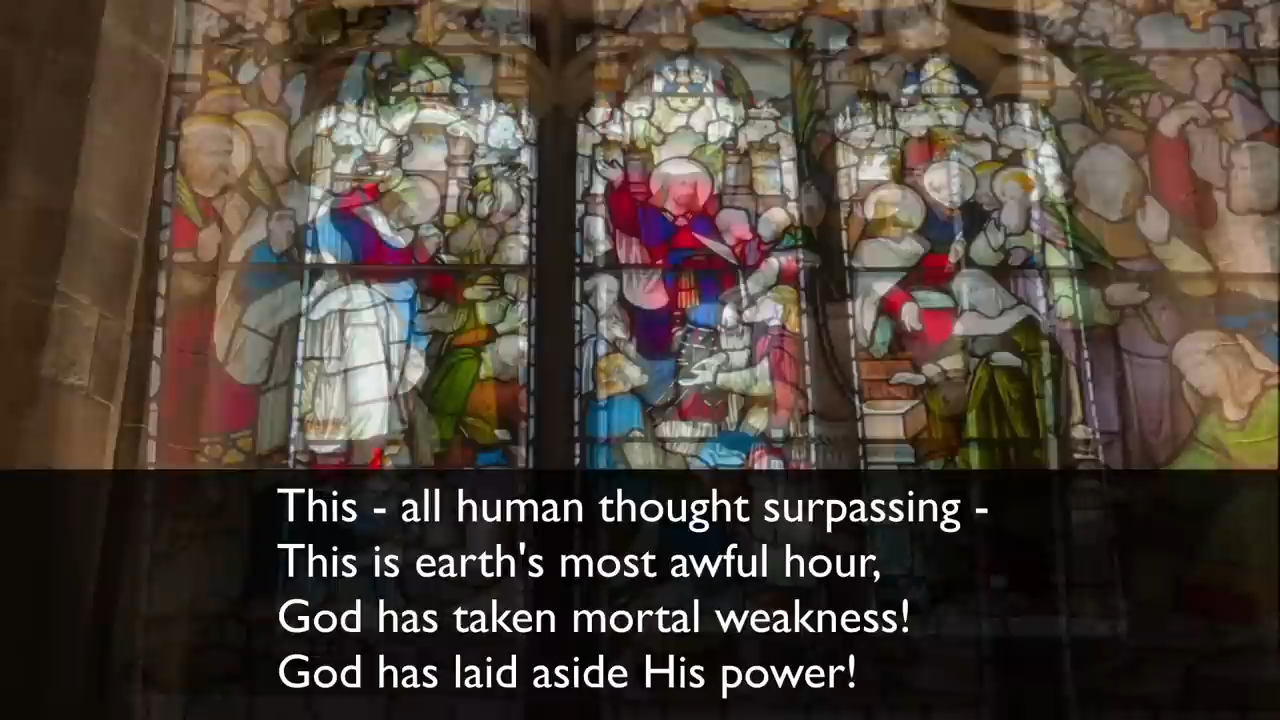 This - all human thought surpassing -
This is earth's most awful hour,
God has taken mortal weakness!
God has laid aside His power!